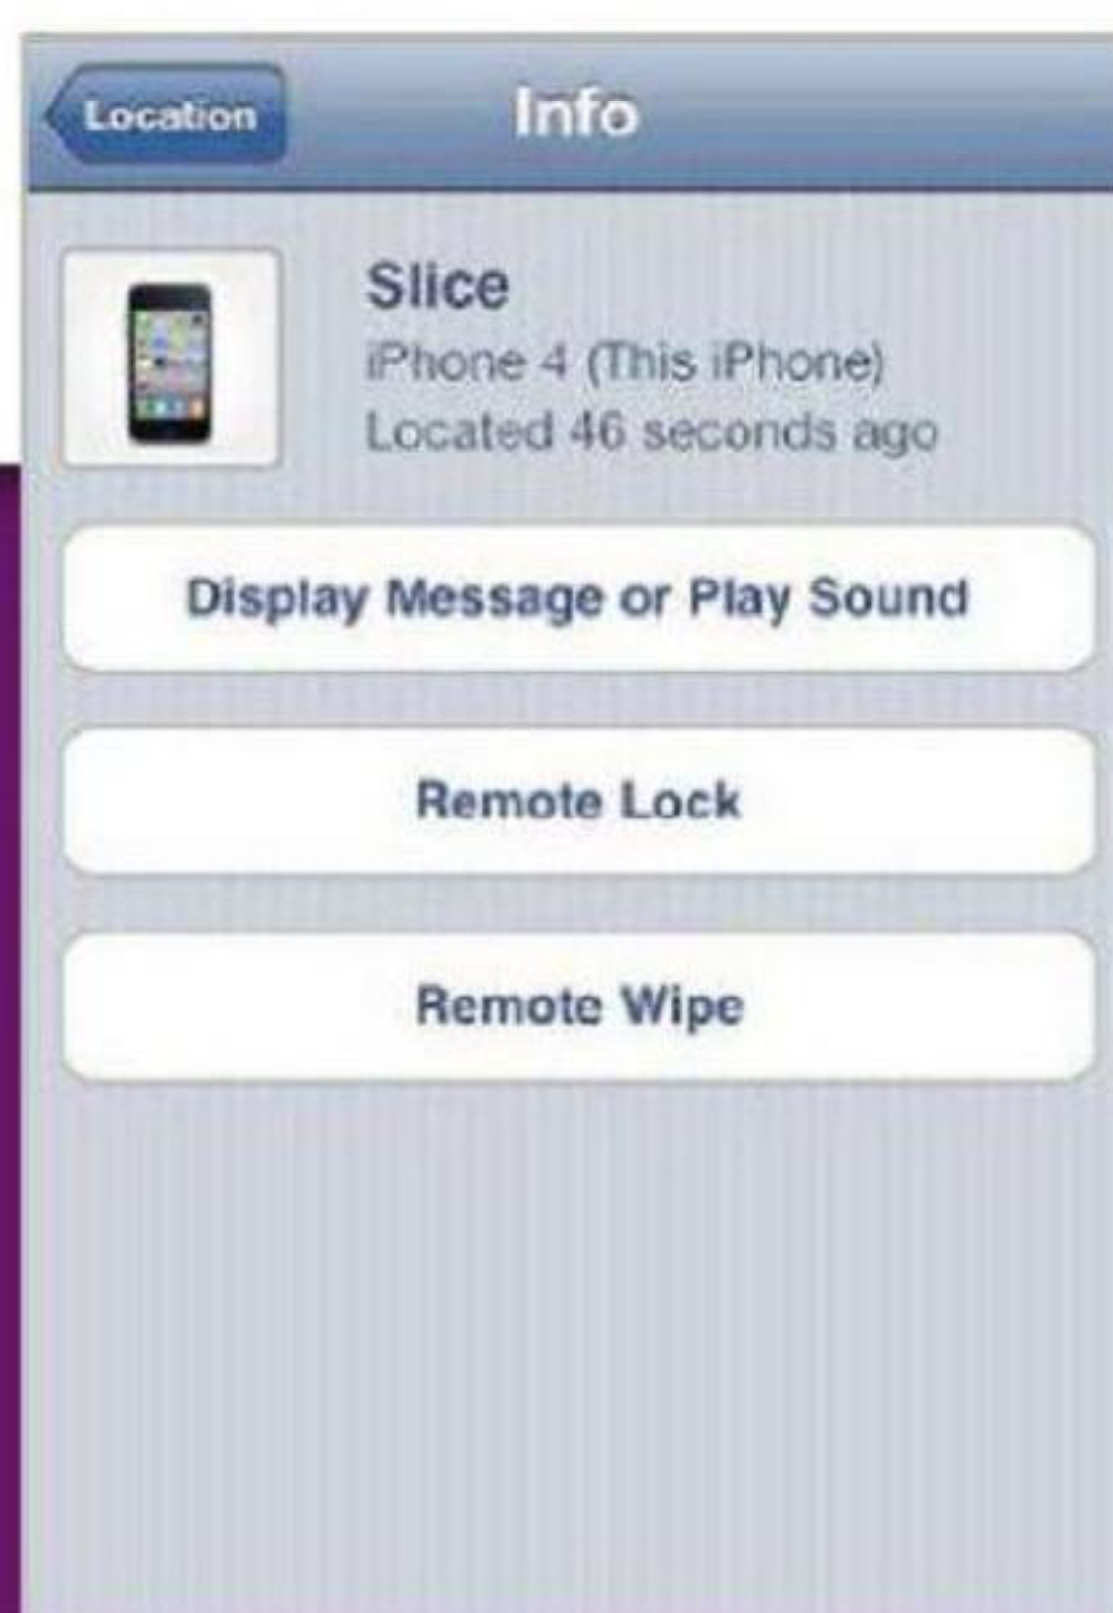 Location
Info
Slice
iPhone 4 (This iPhone)
Located 46 seconds ago
Display Message or Play Sound
Remote Lock
Remote Wipe